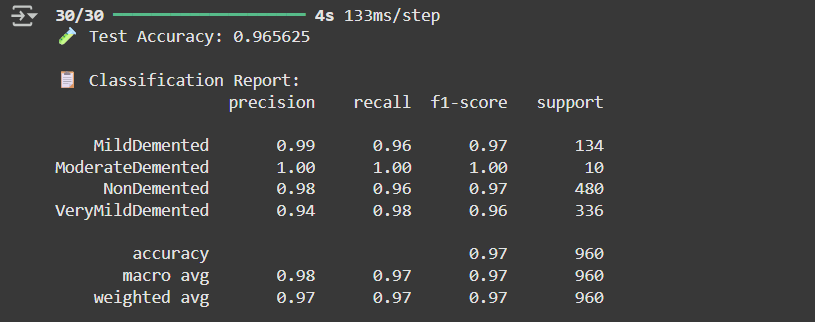 30/30 ━━━━━━━━━━━━━━━━━━━━ 4s 133ms/step
🧪 Test Accuracy: 0.965625
📋 Classification Report:
precision recall f1-score support
MildDemented 0.99 0.96 0.97 134
ModerateDemented 1.00 1.00 1.00 10
NonDemented 0.98 0.96 0.97 480
VeryMildDemented 0.94 0.98 0.96 336
accuracy 0.97 960
macro avg 0.98 0.97 0.97 960
weighted avg 0.97 0.97 0.97 960